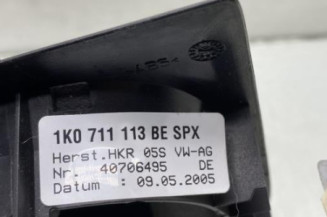 1K0 711 113 BE SPX
Herst.HKR 05S VW-AG
Nr. : 40706495 DE
Datum : 09.05.2005